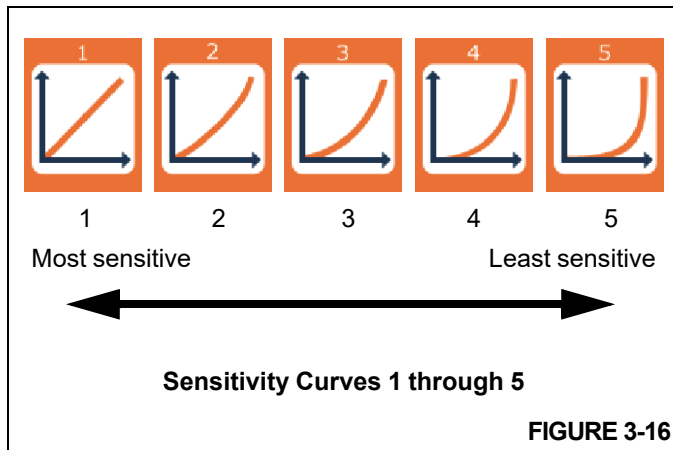 1 2 3 4 5
1 2 3 4 5
Most sensitive Least sensitive
Sensitivity Curves 1 through 5
FIGURE 3-16